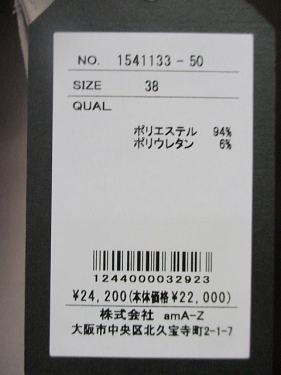 NO. 1541133-50
SIZE 38
QUAL
ポリエステル 94%
ポリウレタン 6%
1244000032923
¥24,200(本体価格¥22,000)
株式会社 amA-Z
大阪市中央区北久宝寺町2-1-7